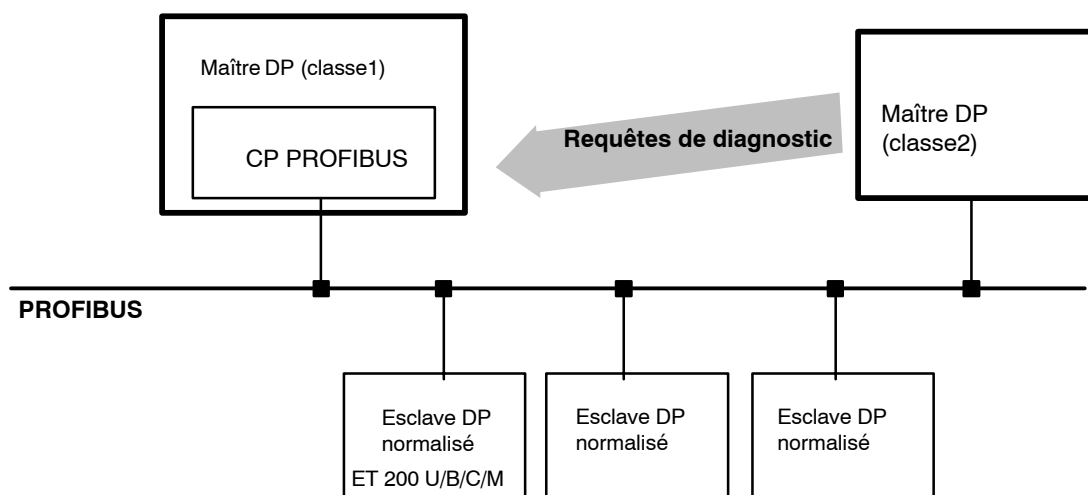 Maître DP (classe1)
CP PROFIBUS
Requêtes de diagnostic
Maître DP
(classe2)
PROFIBUS
Esclave DP
normalisé
ET 200 U/B/C/M
Esclave DP
normalisé
Esclave DP
normalisé